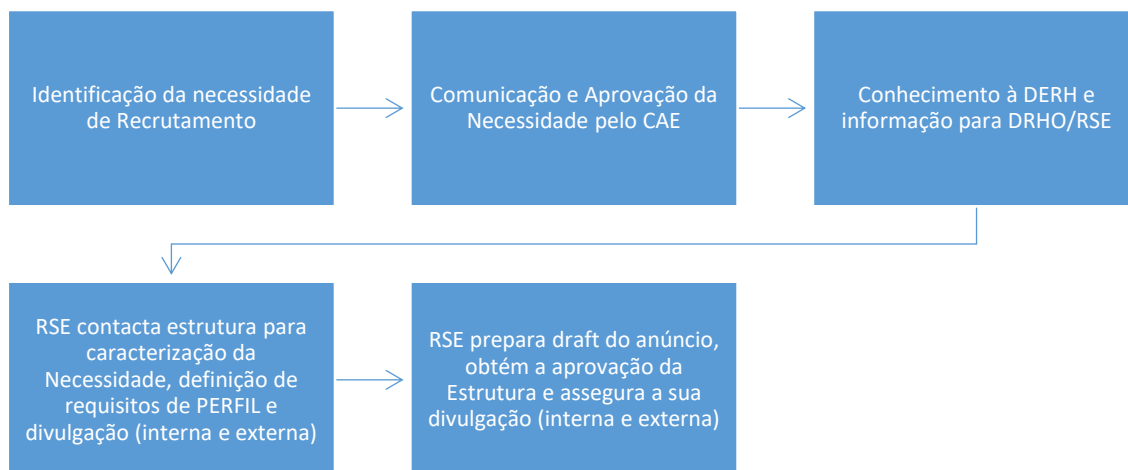 Identificação da necessidade
de Recrutamento
Comunicação e Aprovação da
Necessidade pelo CAE
Conhecimento à DERH e
informação para DRHO/RSE
RSE contacta estrutura para
caracterização da
Necessidade, definição de
requisitos de PERFIL e
divulgação (interna e externa)
RSE prepara draft do anúncio,
obtém a aprovação da
Estrutura e assegura a sua
divulgação (interna e externa)